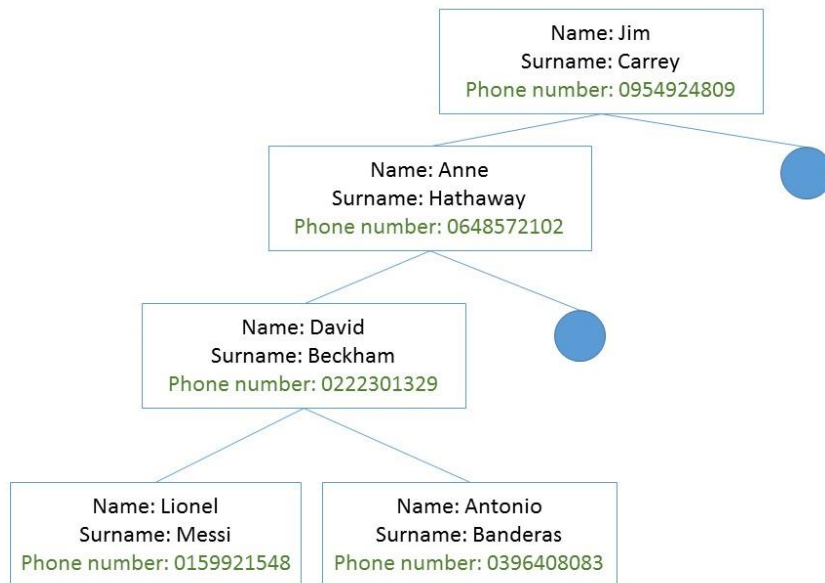 Name: Jim
Surname: Carrey
Phone number: 0954924809
Name: Anne
Surname: Hathaway
Phone number: 0648572102
Name: David
Surname: Beckham
Phone number: 0222301329
Name: Lionel
Surname: Messi
Phone number: 0159921548
Name: Antonio
Surname: Banderas
Phone number: 0396408083